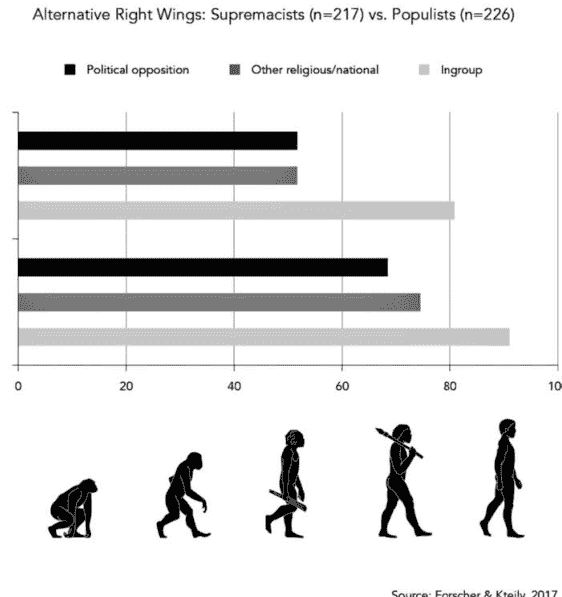 Alternative Right Wings: Supremacists (n=217) vs. Populists (n=226)
Political opposition Other religious/national Ingroup
0 20 40 60 80 10
Source: Forscher & Kteily, 2017